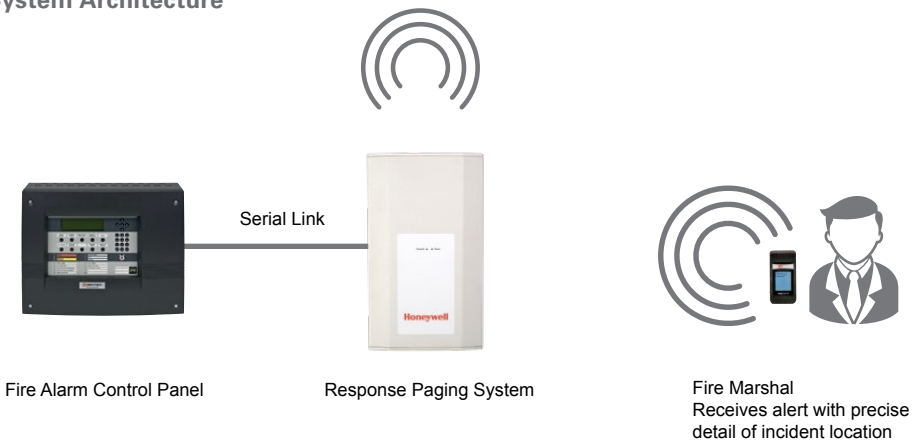 System Architecture
Serial Link
Honeywell
Fire Alarm Control Panel
Response Paging System
Fire Marshal
Receives alert with precise
detail of incident location